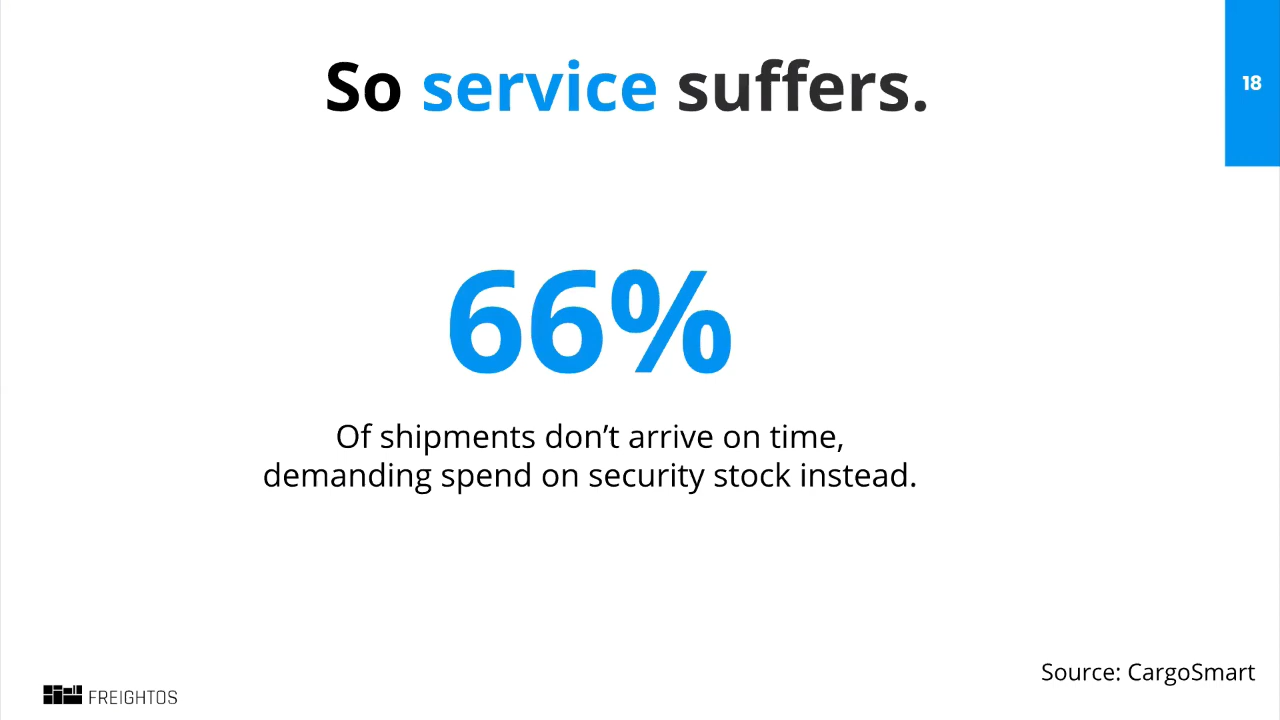 So service suffers.
18
66%
Of shipments don’t arrive on time,
demanding spend on security stock instead.
Source: CargoSmart
FREIGHTOS